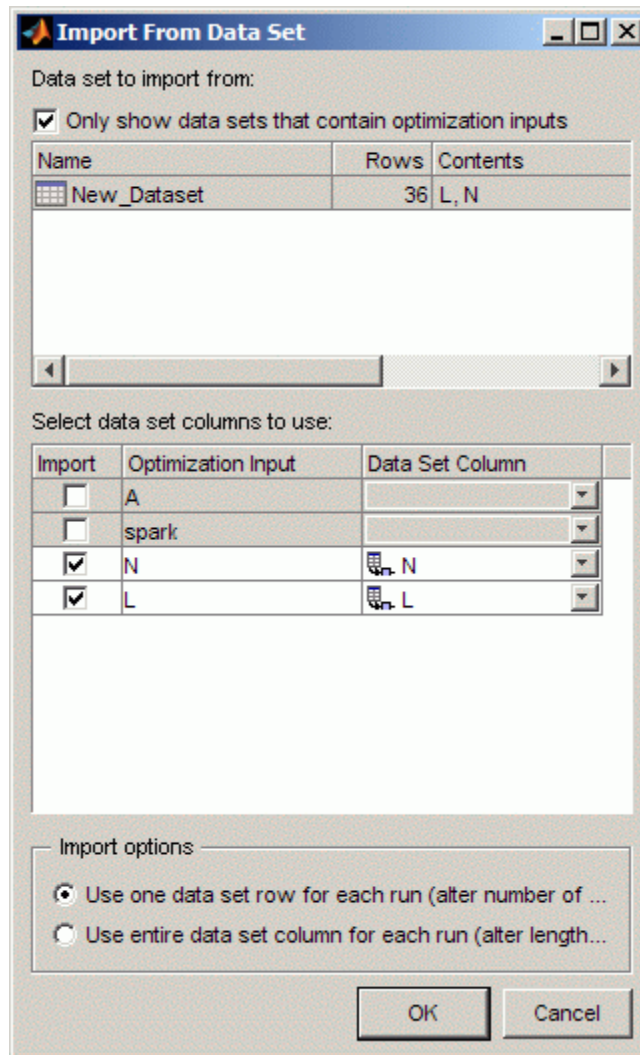 Import From Data Set
Data set to import from:
Only show data sets that contain optimization inputs
Name Rows Contents
New_Dataset 36 L, N
Select data set columns to use:
Import Optimization Input Data Set Column
A
spark
N N
L L
Import options
Use one data set row for each run (alter number of ...
Use entire data set column for each run (alter length...
OK Cancel